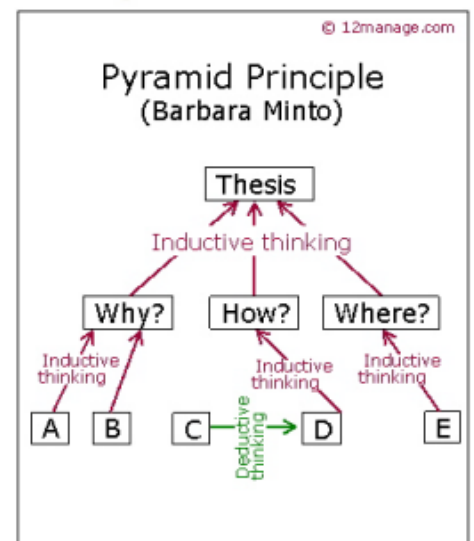 © 12manage.com
Pyramid Principle
(Barbara Minto)
Thesis
Inductive thinking
Why?
How?
Where?
Inductive
thinking
Inductive
thinking
Inductive
thinking
A
B
C
Deductive
thinking
D
E